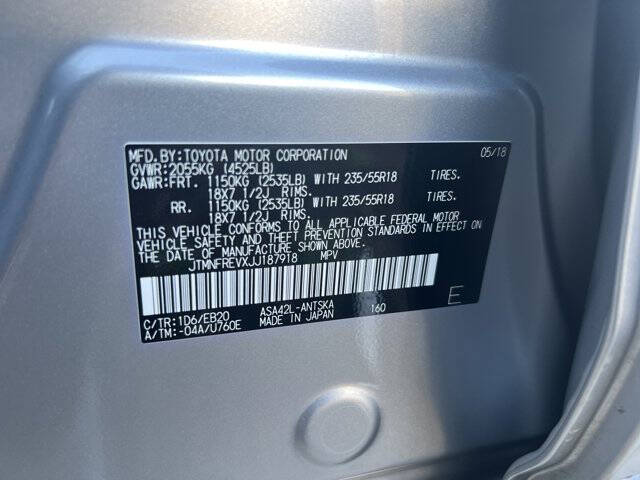 MFD.BY:TOYOTA MOTOR CORPORATION 05/18
GVWR:2055KG (4525LB)
GAWR:FRT. 1150KG (2535LB) WITH 235/55R18 TIRES.
18X7 1/2J RIMS.
RR. 1150KG (2535LB) WITH 235/55R18 TIRES.
18X7 1/2J RIMS.
THIS VEHICLE CONFORMS TO ALL APPLICABLE FEDERAL MOTOR
VEHICLE SAFETY AND THEFT PREVENTION STANDARDS IN EFFECT ON
THE DATE OF MANUFACTURE SHOWN ABOVE.
JTMNFREVXJJ187918 MPV
C/TR:1D6/EB20 ASA42L-ANTSKA 160 E
A/TM:-04A/U760E MADE IN JAPAN